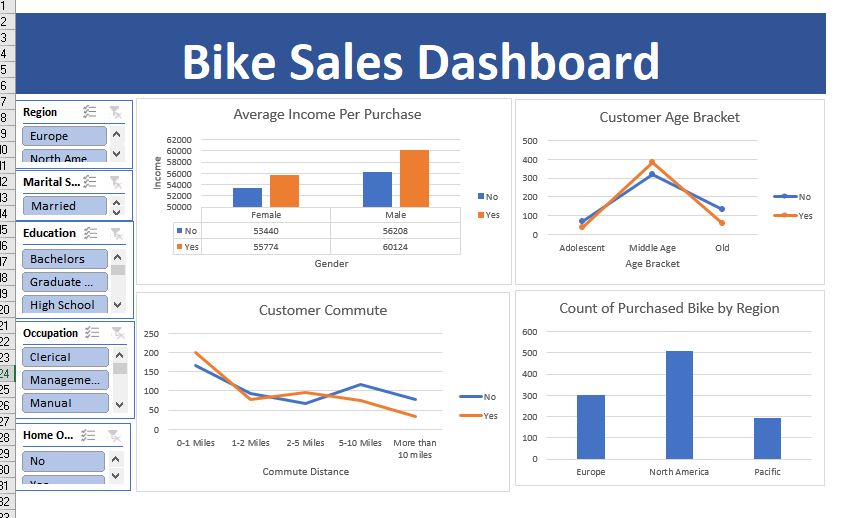 1
2
3
4
5
6
7
8
9
10
11
12
13
14
15
16
17
18
19
20
21
22
23
24
25
26
27
28
29
30
31
32
Bike Sales Dashboard
Region
Europe
North Ame
Marital S...
Married
Education
Bachelors
Graduate ...
High School
Occupation
Clerical
Manageme...
Manual
Home O...
No
Average Income Per Purchase
Income
62000
60000
58000
56000
54000
52000
50000
Female Male
No 53440 56208
Yes 55774 60124
Gender
No
Yes
Customer Age Bracket
500
400
300
200
100
0
Adolescent Middle Age Old
Age Bracket
No
Yes
Customer Commute
250
200
150
100
50
0
0-1 Miles 1-2 Miles 2-5 Miles 5-10 Miles More than
10 miles
Commute Distance
No
Yes
Count of Purchased Bike by Region
600
500
400
300
200
100
0
Europe North America Pacific